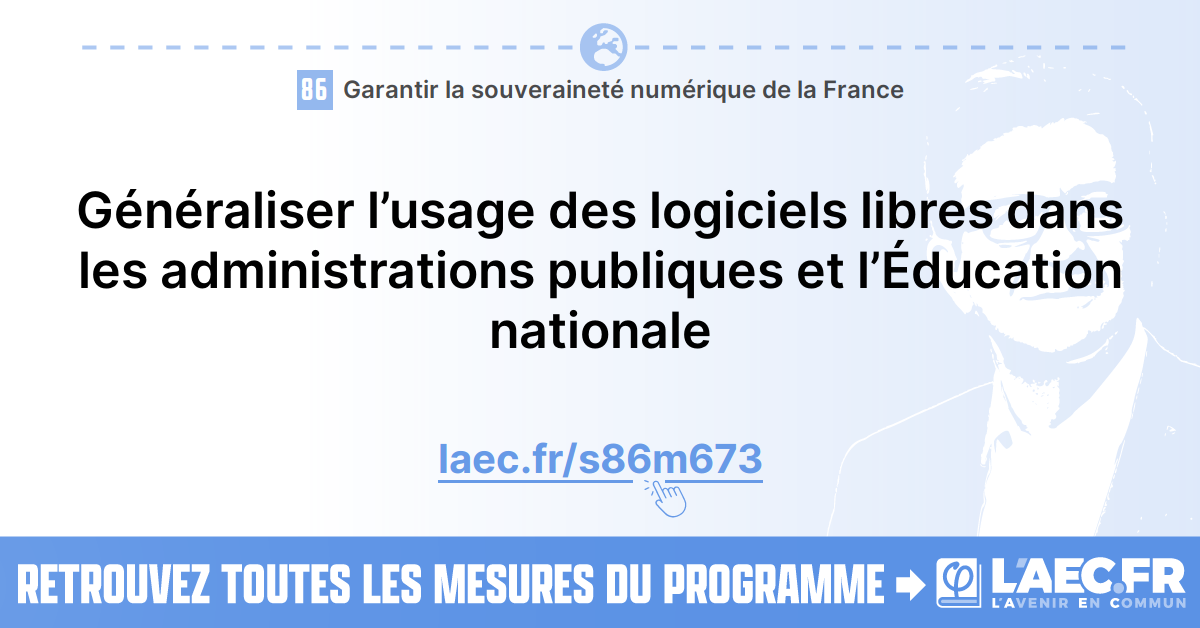 86 Garantir la souveraineté numérique de la France
Généraliser l’usage des logiciels libres dans
les administrations publiques et l’Éducation
nationale
laec.fr/s86m673
RETROUVEZ TOUTES LES MESURES DU PROGRAMME
L'AEC.FR
L'AVENIR EN COMMUN